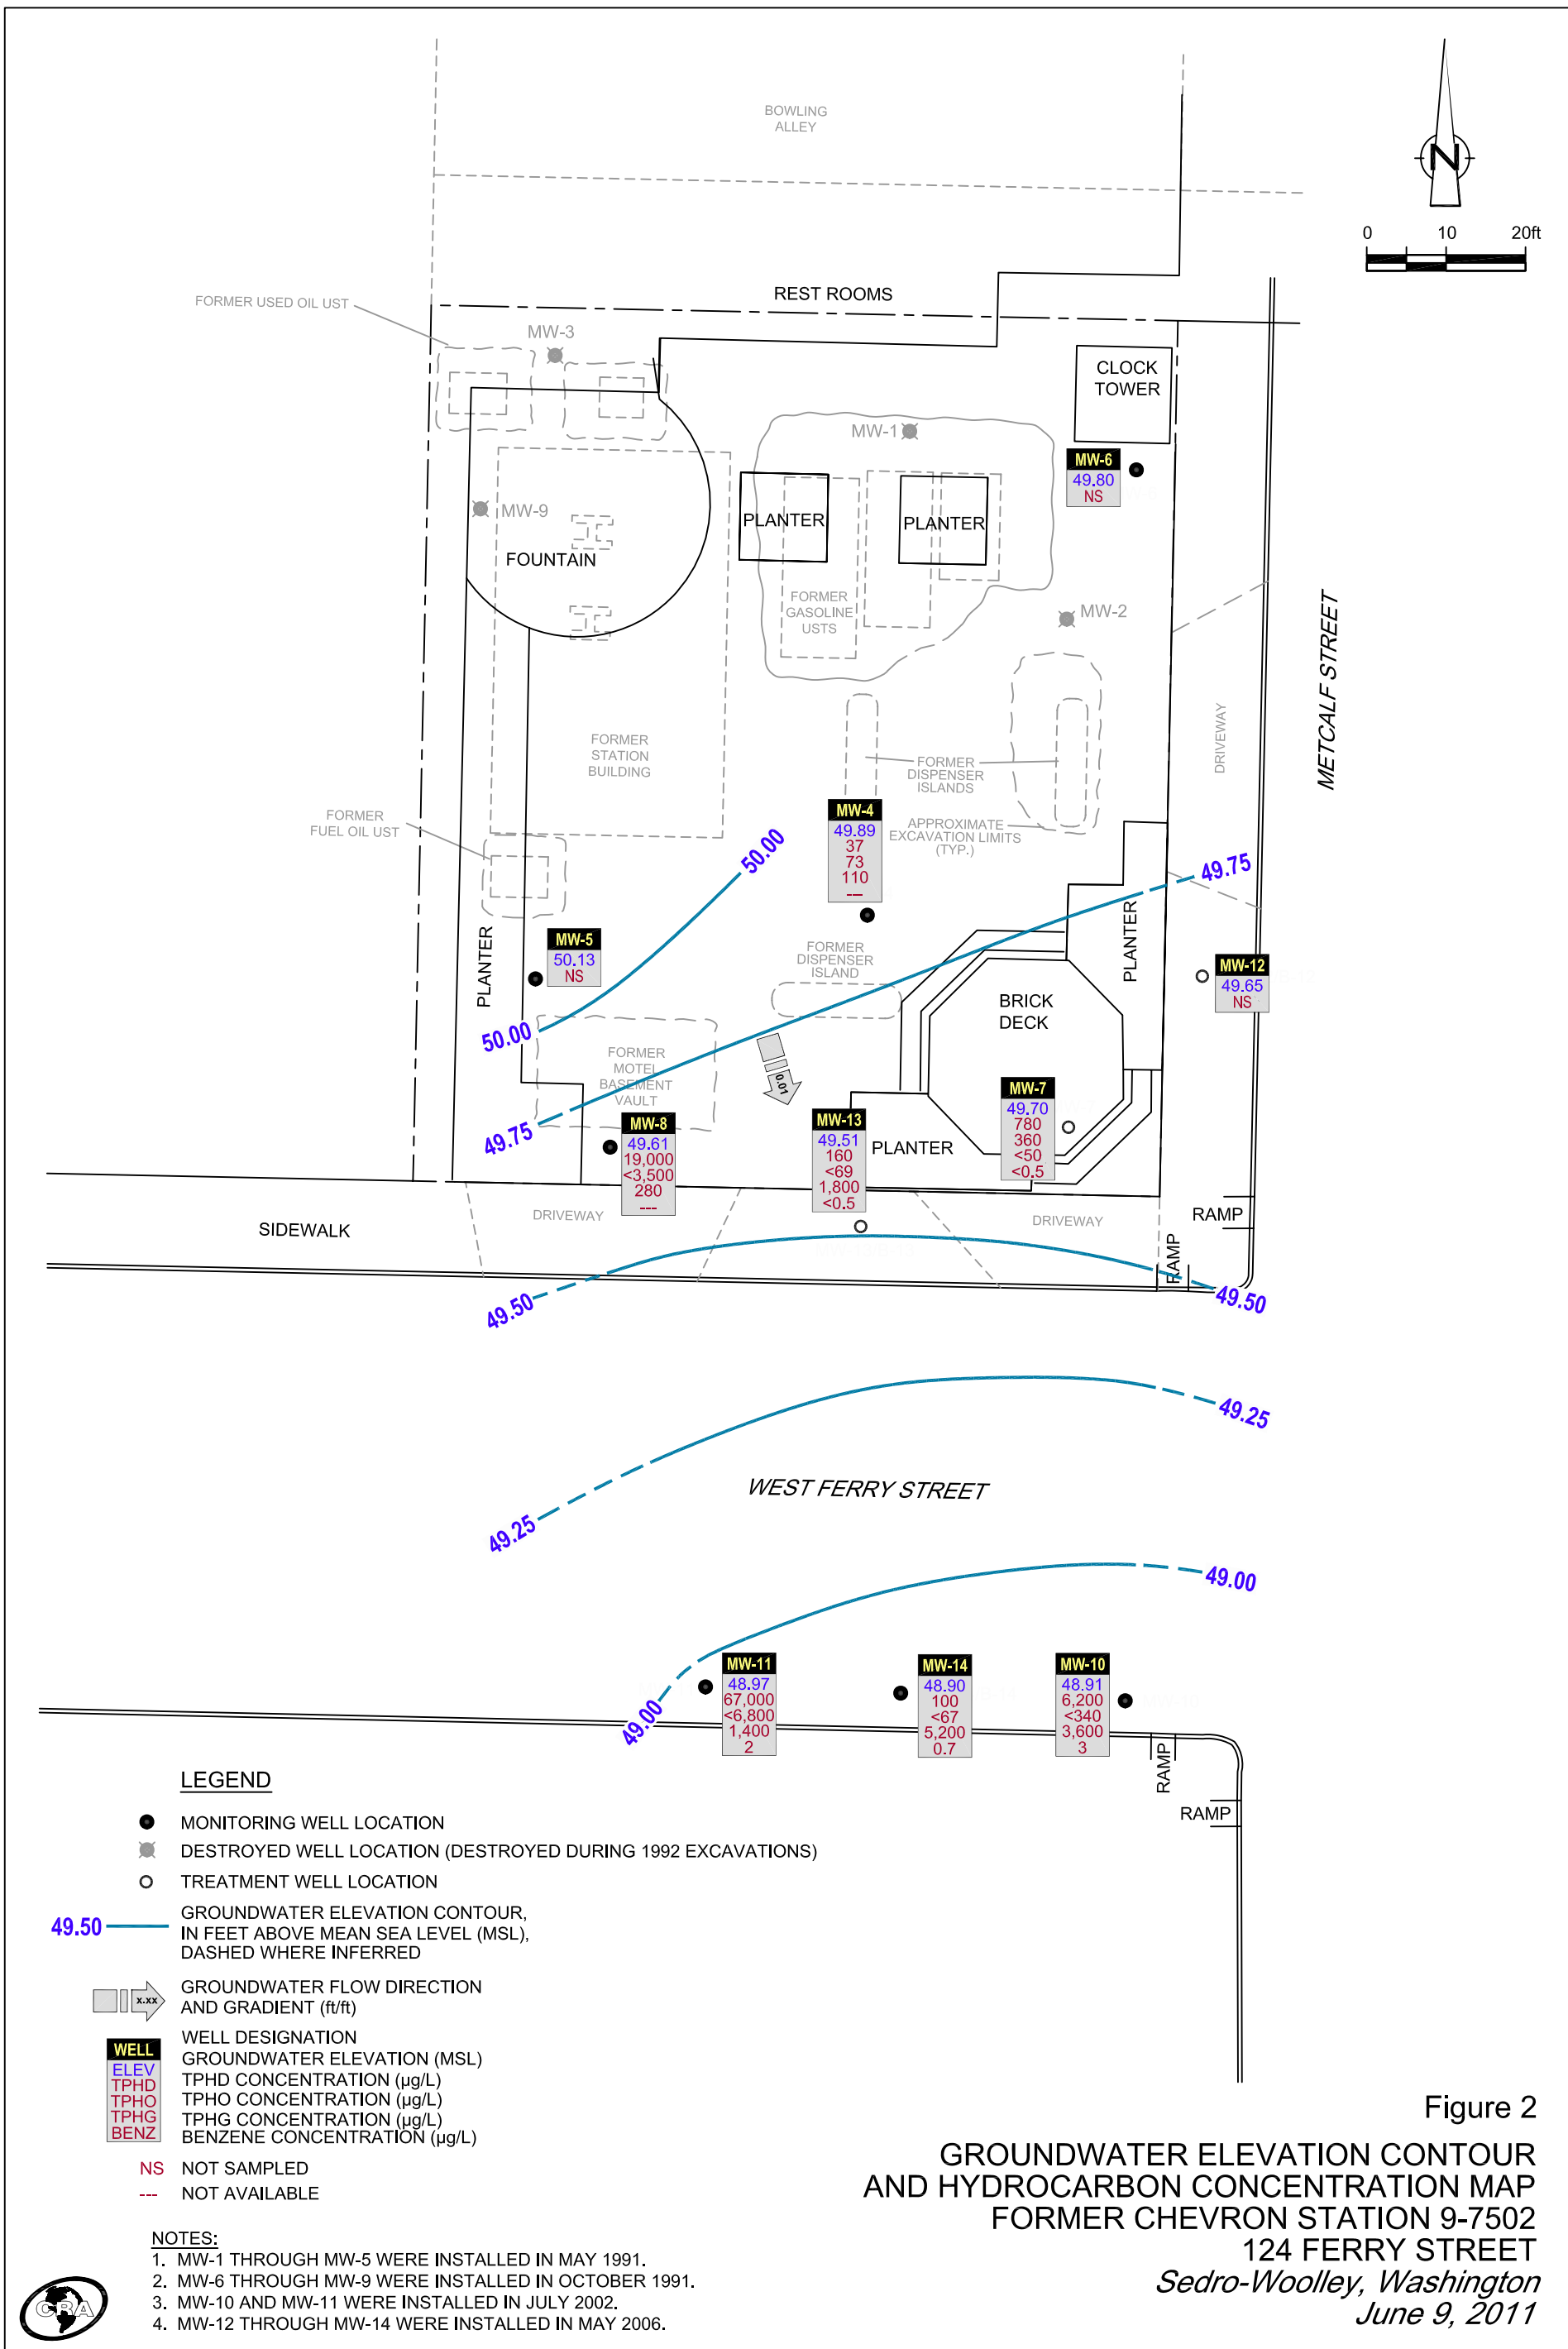 BOWLING
ALLEY
N
0 10 20ft
REST ROOMS
FORMER USED OIL UST
MW-3
CLOCK
TOWER
MW-1
MW-6
49.80
NS
MW-9
PLANTER
PLANTER
FOUNTAIN
FORMER
GASOLINE
USTS
MW-2
METCALF STREET
DRIVEWAY
FORMER
STATION
BUILDING
FORMER
DISPENSER
ISLANDS
FORMER
FUEL OIL UST
MW-4
49.89
37
73
110
---
APPROXIMATE
EXCAVATION LIMITS
(TYP.)
50.00
49.75
PLANTER
MW-5
50.13
NS
FORMER
DISPENSER
ISLAND
PLANTER
MW-12
49.65
NS
BRICK
DECK
50.00
FORMER
MOTEL
BASEMENT
VAULT
0.01
49.75
MW-8
49.61
19,000
<3,500
280
---
MW-13
49.51
160
<69
1,800
<0.5
PLANTER
MW-7
49.70
780
360
<50
<0.5
SIDEWALK
DRIVEWAY
DRIVEWAY
RAMP
RAMP
49.50
49.50
49.25
49.25
WEST FERRY STREET
49.00
49.00
MW-11
48.97
67,000
<6,800
1,400
2
MW-14
48.90
100
<67
5,200
0.7
MW-10
48.91
6,200
<340
3,600
3
RAMP
RAMP
LEGEND
MONITORING WELL LOCATION
DESTROYED WELL LOCATION (DESTROYED DURING 1992 EXCAVATIONS)
TREATMENT WELL LOCATION
49.50
GROUNDWATER ELEVATION CONTOUR,
IN FEET ABOVE MEAN SEA LEVEL (MSL),
DASHED WHERE INFERRED
x.xx
GROUNDWATER FLOW DIRECTION
AND GRADIENT (ft/ft)
WELL
ELEV
TPHD
TPHO
TPHG
BENZ
WELL DESIGNATION
GROUNDWATER ELEVATION (MSL)
TPHD CONCENTRATION (µg/L)
TPHO CONCENTRATION (µg/L)
TPHG CONCENTRATION (µg/L)
BENZENE CONCENTRATION (µg/L)
NS NOT SAMPLED
--- NOT AVAILABLE
NOTES:
1. MW-1 THROUGH MW-5 WERE INSTALLED IN MAY 1991.
2. MW-6 THROUGH MW-9 WERE INSTALLED IN OCTOBER 1991.
3. MW-10 AND MW-11 WERE INSTALLED IN JULY 2002.
4. MW-12 THROUGH MW-14 WERE INSTALLED IN MAY 2006.
CRA
Figure 2
GROUNDWATER ELEVATION CONTOUR
AND HYDROCARBON CONCENTRATION MAP
FORMER CHEVRON STATION 9-7502
124 FERRY STREET
Sedro-Woolley, Washington
June 9, 2011